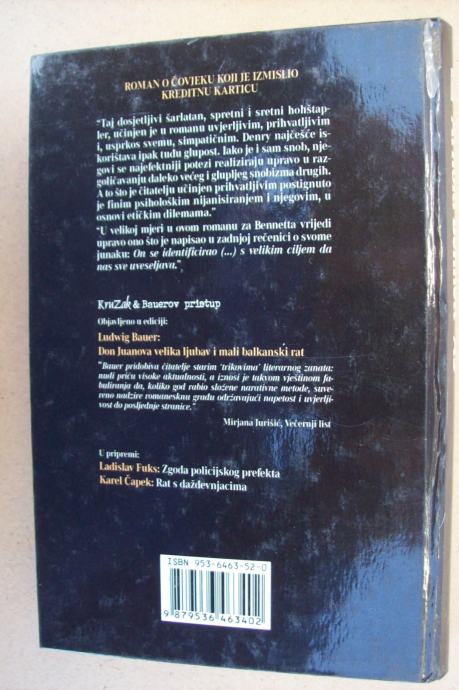 ROMAN O ČOVJEKU KOJI JE IZMISLIO
KREDITNU KARTICU
"Taj dosjetljivi šarlatan, spretni i sretni hohštap-
ler, učinjen je u romanu uvjerljivim, prihvatljivim
i, usprkos svemu, simpatičnim. Denry najčešće is-
korištava ipak tuđu glupost. Iako je i sam snob, nje-
govi se najefektniji potezi realiziraju upravo u raz-
goličavanju daleko većeg i glupljeg snobizma drugih.
A to što je čitatelju učinjen prihvatljivim postignuto
je finim psihološkim nijansiranjem i njegovim, u
osnovi etičkim dilemama."
"U velikoj mjeri u ovom romanu za Bennetta vrijedi
upravo ono što je napisao u zadnjoj rečenici o svome
junaku: On se identificirao (...) s velikim ciljem da
nas sve uveseljava."
KruZak & Bauerov pristup
Objavljeno u ediciji:
Ludwig Bauer:
Don Juanova velika ljubav i mali balkanski rat
"Bauer pridobiva čitatelje starim 'trikovima' literarnog zanata:
nudi priču visoke aktualnosti, a iznosi je takvom vještinom fa-
buliranja da, koliko god rabio složene narativne metode, suve-
reno nadzire romanesknu građu održavajući napetost i uvjerlji-
vost do posljednje stranice."
Mirjana Jurišić, Večernji list
U pripremi:
Ladislav Fuks: Zgoda policijskog prefekta
Karel Čapek: Rat s daždevnjacima
ISBN 953-6463-52-0
9 879536 463402